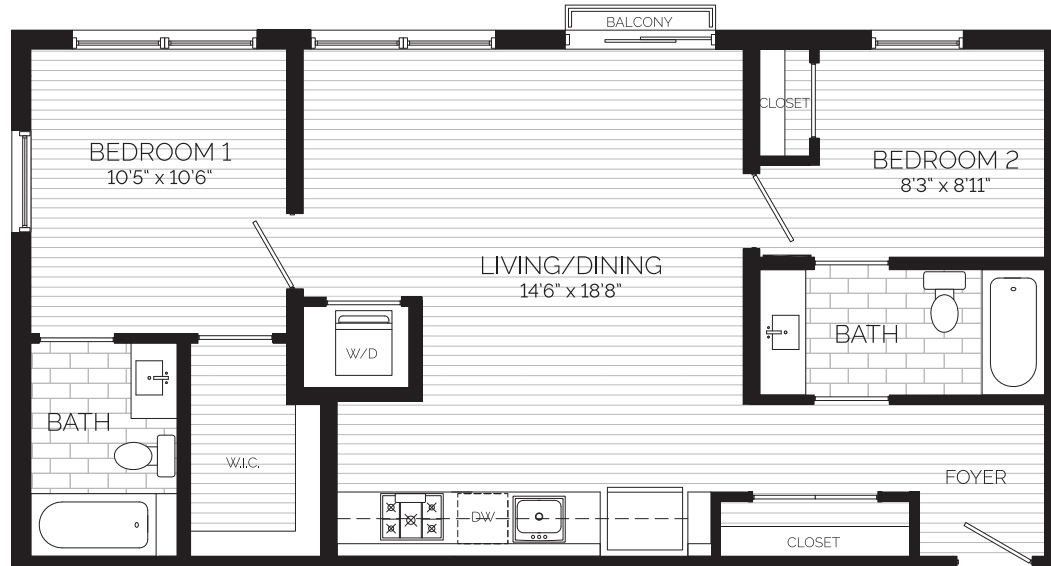 BALCONY
CLOSET
BEDROOM 1
10'5" x 10'6"
BEDROOM 2
8'3" x 8'11"
LIVING/DINING
14'6" x 18'8"
BATH
W/D
BATH
W.I.C.
FOYER
DW
CLOSET